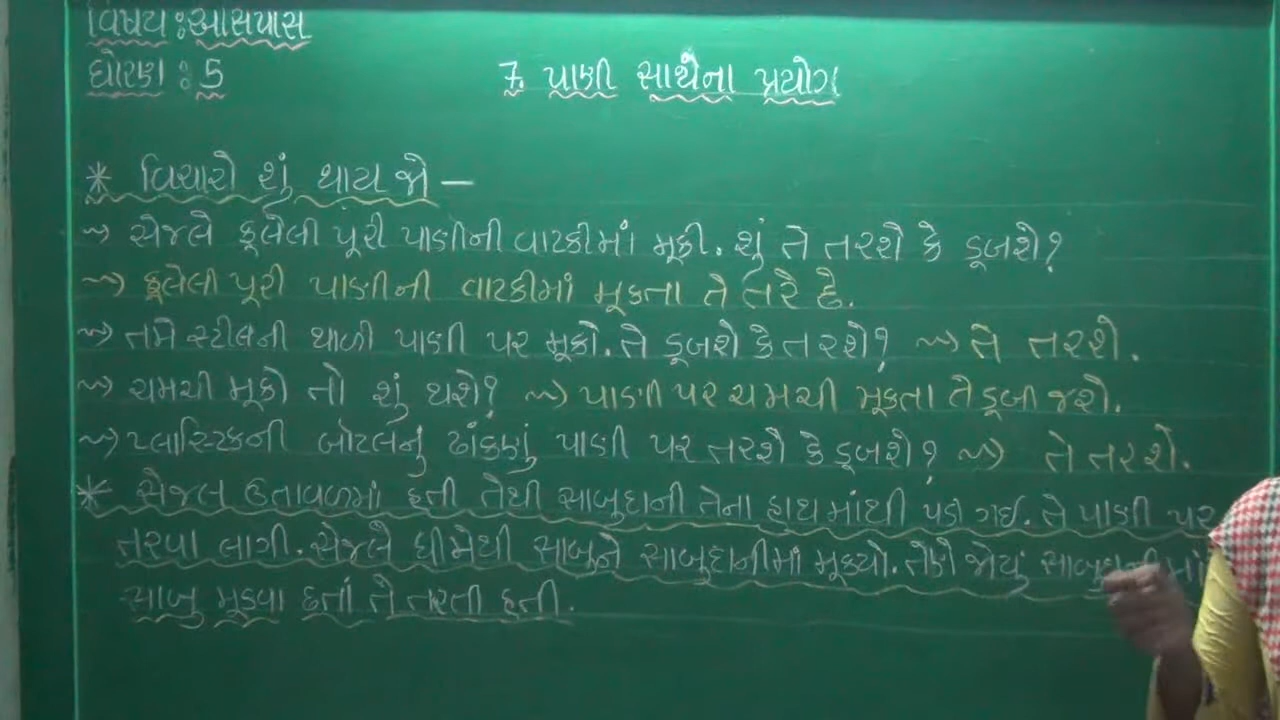 વિષય : આસપાસ
ધોરણ : 5
7. પાણી સાથેના પ્રયોગ
* વિચારો શું થાય જો –
~> સેજલે ફૂલેલી પૂરી પાણીની વાટકીમાં મૂકી. શું તે તરશે કે ડૂબશે?
~> ફૂલેલી પૂરી પાણીની વાટકીમાં મૂકતા તે તરે છે.
~> તમે સ્ટીલની થાળી પાણી પર મૂકો. તે ડૂબશે કે તરશે? ~> તે તરશે.
~> ચમચી મૂકો તો શું થશે? ~> પાણી પર ચમચી મૂકતા તે ડૂબી જશે.
~> પ્લાસ્ટિકની બોટલનું ઢાંકણું પાણી પર તરશે કે ડૂબશે? ~> તે તરશે.
* સેજલ ઉતાવળમાં હતી તેથી સાબુદાની તેના હાથમાંથી પડી ગઈ. તે પાણી પર
તરવા લાગી. સેજલે ધીમેથી સાબુને સાબુદાનીમાં મૂક્યો. તેણે જોયું સાબુદાનીમાં
સાબુ મૂકવા છતાં તે તરતી હતી.